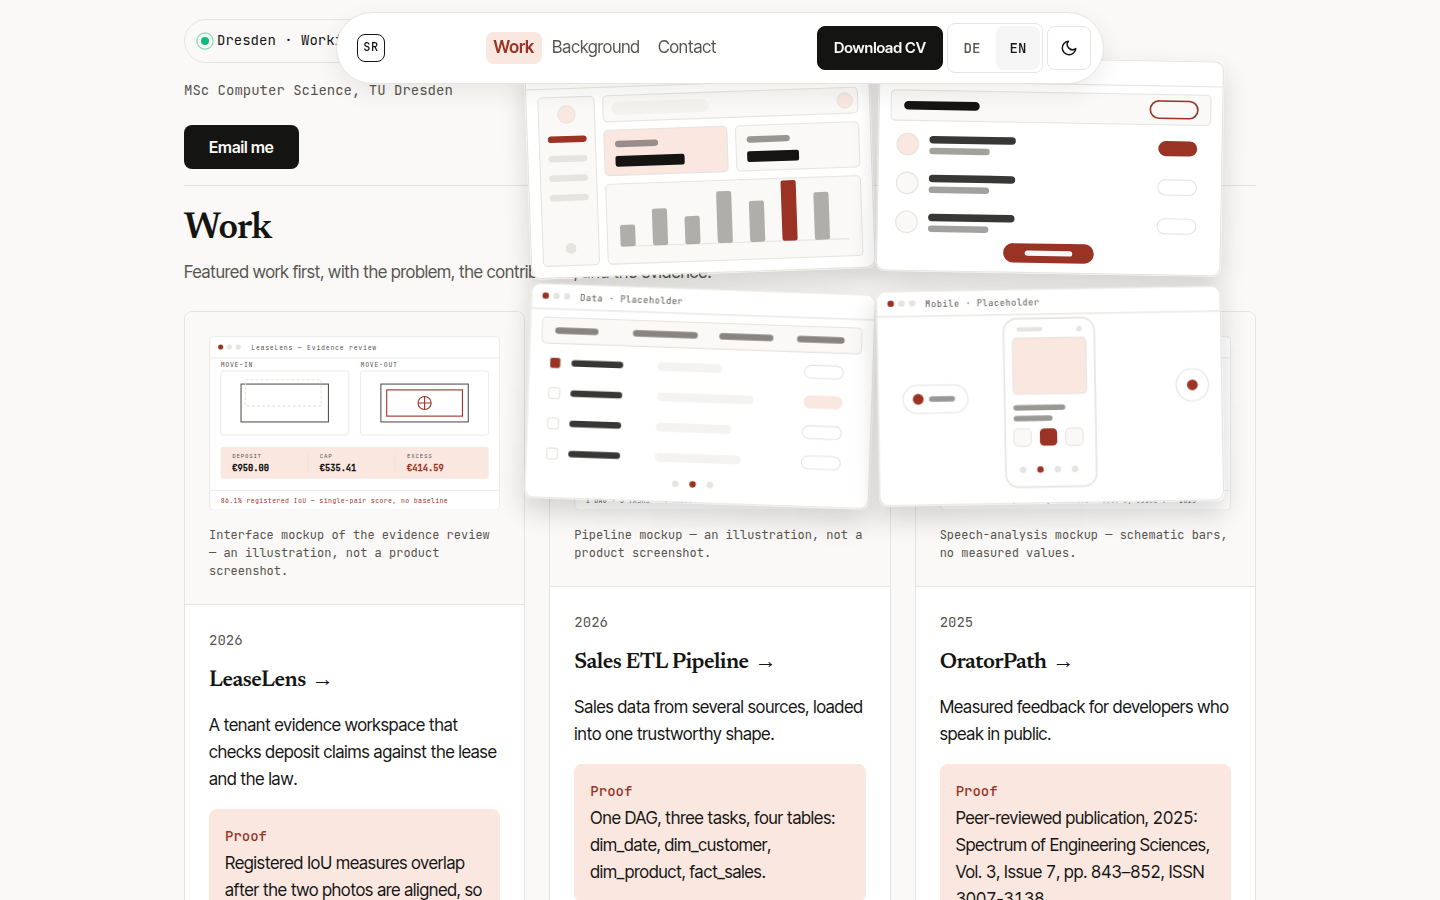 Dresden · Worki
SR
Work
Background
Contact
Download CV
DE
EN
MSc Computer Science, TU Dresden
Email me
Work
Featured work first, with the problem, the
Data · Placeholder
Mobile · Placeholder
LeaseLens — Evidence review
MOVE-IN
MOVE-OUT
DEPOSIT
CAP
EXCESS
€950.00
€535.41
€414.59
86.1% registered IoU — single-pair score, no baseline
Interface mockup of the evidence review
— an illustration, not a product
screenshot.
2026
LeaseLens →
A tenant evidence workspace that
checks deposit claims against the lease
and the law.
Proof
Registered IoU measures overlap
after the two photos are aligned, so
Pipeline mockup — an illustration, not a
product screenshot.
2026
Sales ETL Pipeline →
Sales data from several sources, loaded
into one trustworthy shape.
Proof
One DAG, three tasks, four tables:
dim_date, dim_customer,
dim_product, fact_sales.
Speech-analysis mockup — schematic bars,
no measured values.
2025
OratorPath →
Measured feedback for developers who
speak in public.
Proof
Peer-reviewed publication, 2025:
Spectrum of Engineering Sciences,
Vol. 3, Issue 7, pp. 843–852, ISSN
3007-3138